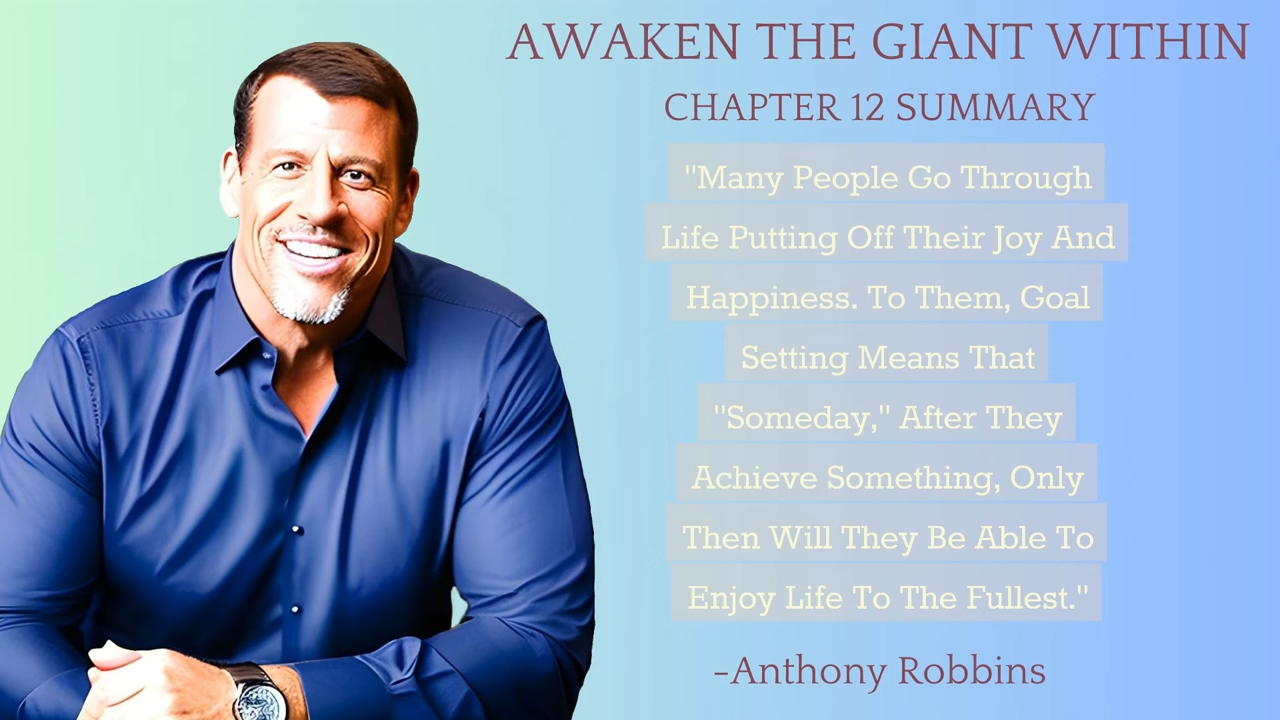 AWAKEN THE GIANT WITHIN
CHAPTER 12 SUMMARY
"Many People Go Through
Life Putting Off Their Joy And
Happiness. To Them, Goal
Setting Means That
"Someday," After They
Achieve Something, Only
Then Will They Be Able To
Enjoy Life To The Fullest."
-Anthony Robbins